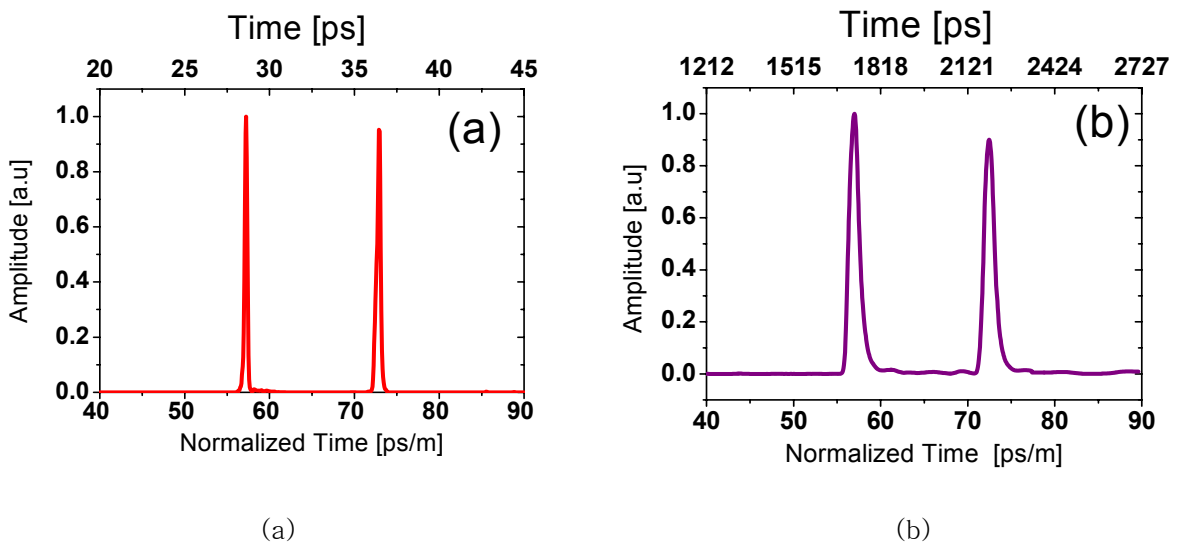 Time [ps]
20 25 30 35 40 45
(a)
1.0
0.8
0.6
0.4
0.2
0.0
Amplitude [a.u]
40 50 60 70 80 90
Normalized Time [ps/m]
(a)
Time [ps]
1212 1515 1818 2121 2424 2727
(b)
1.0
0.8
0.6
0.4
0.2
0.0
Amplitude [a.u]
40 50 60 70 80 90
Normalized Time [ps/m]
(b)